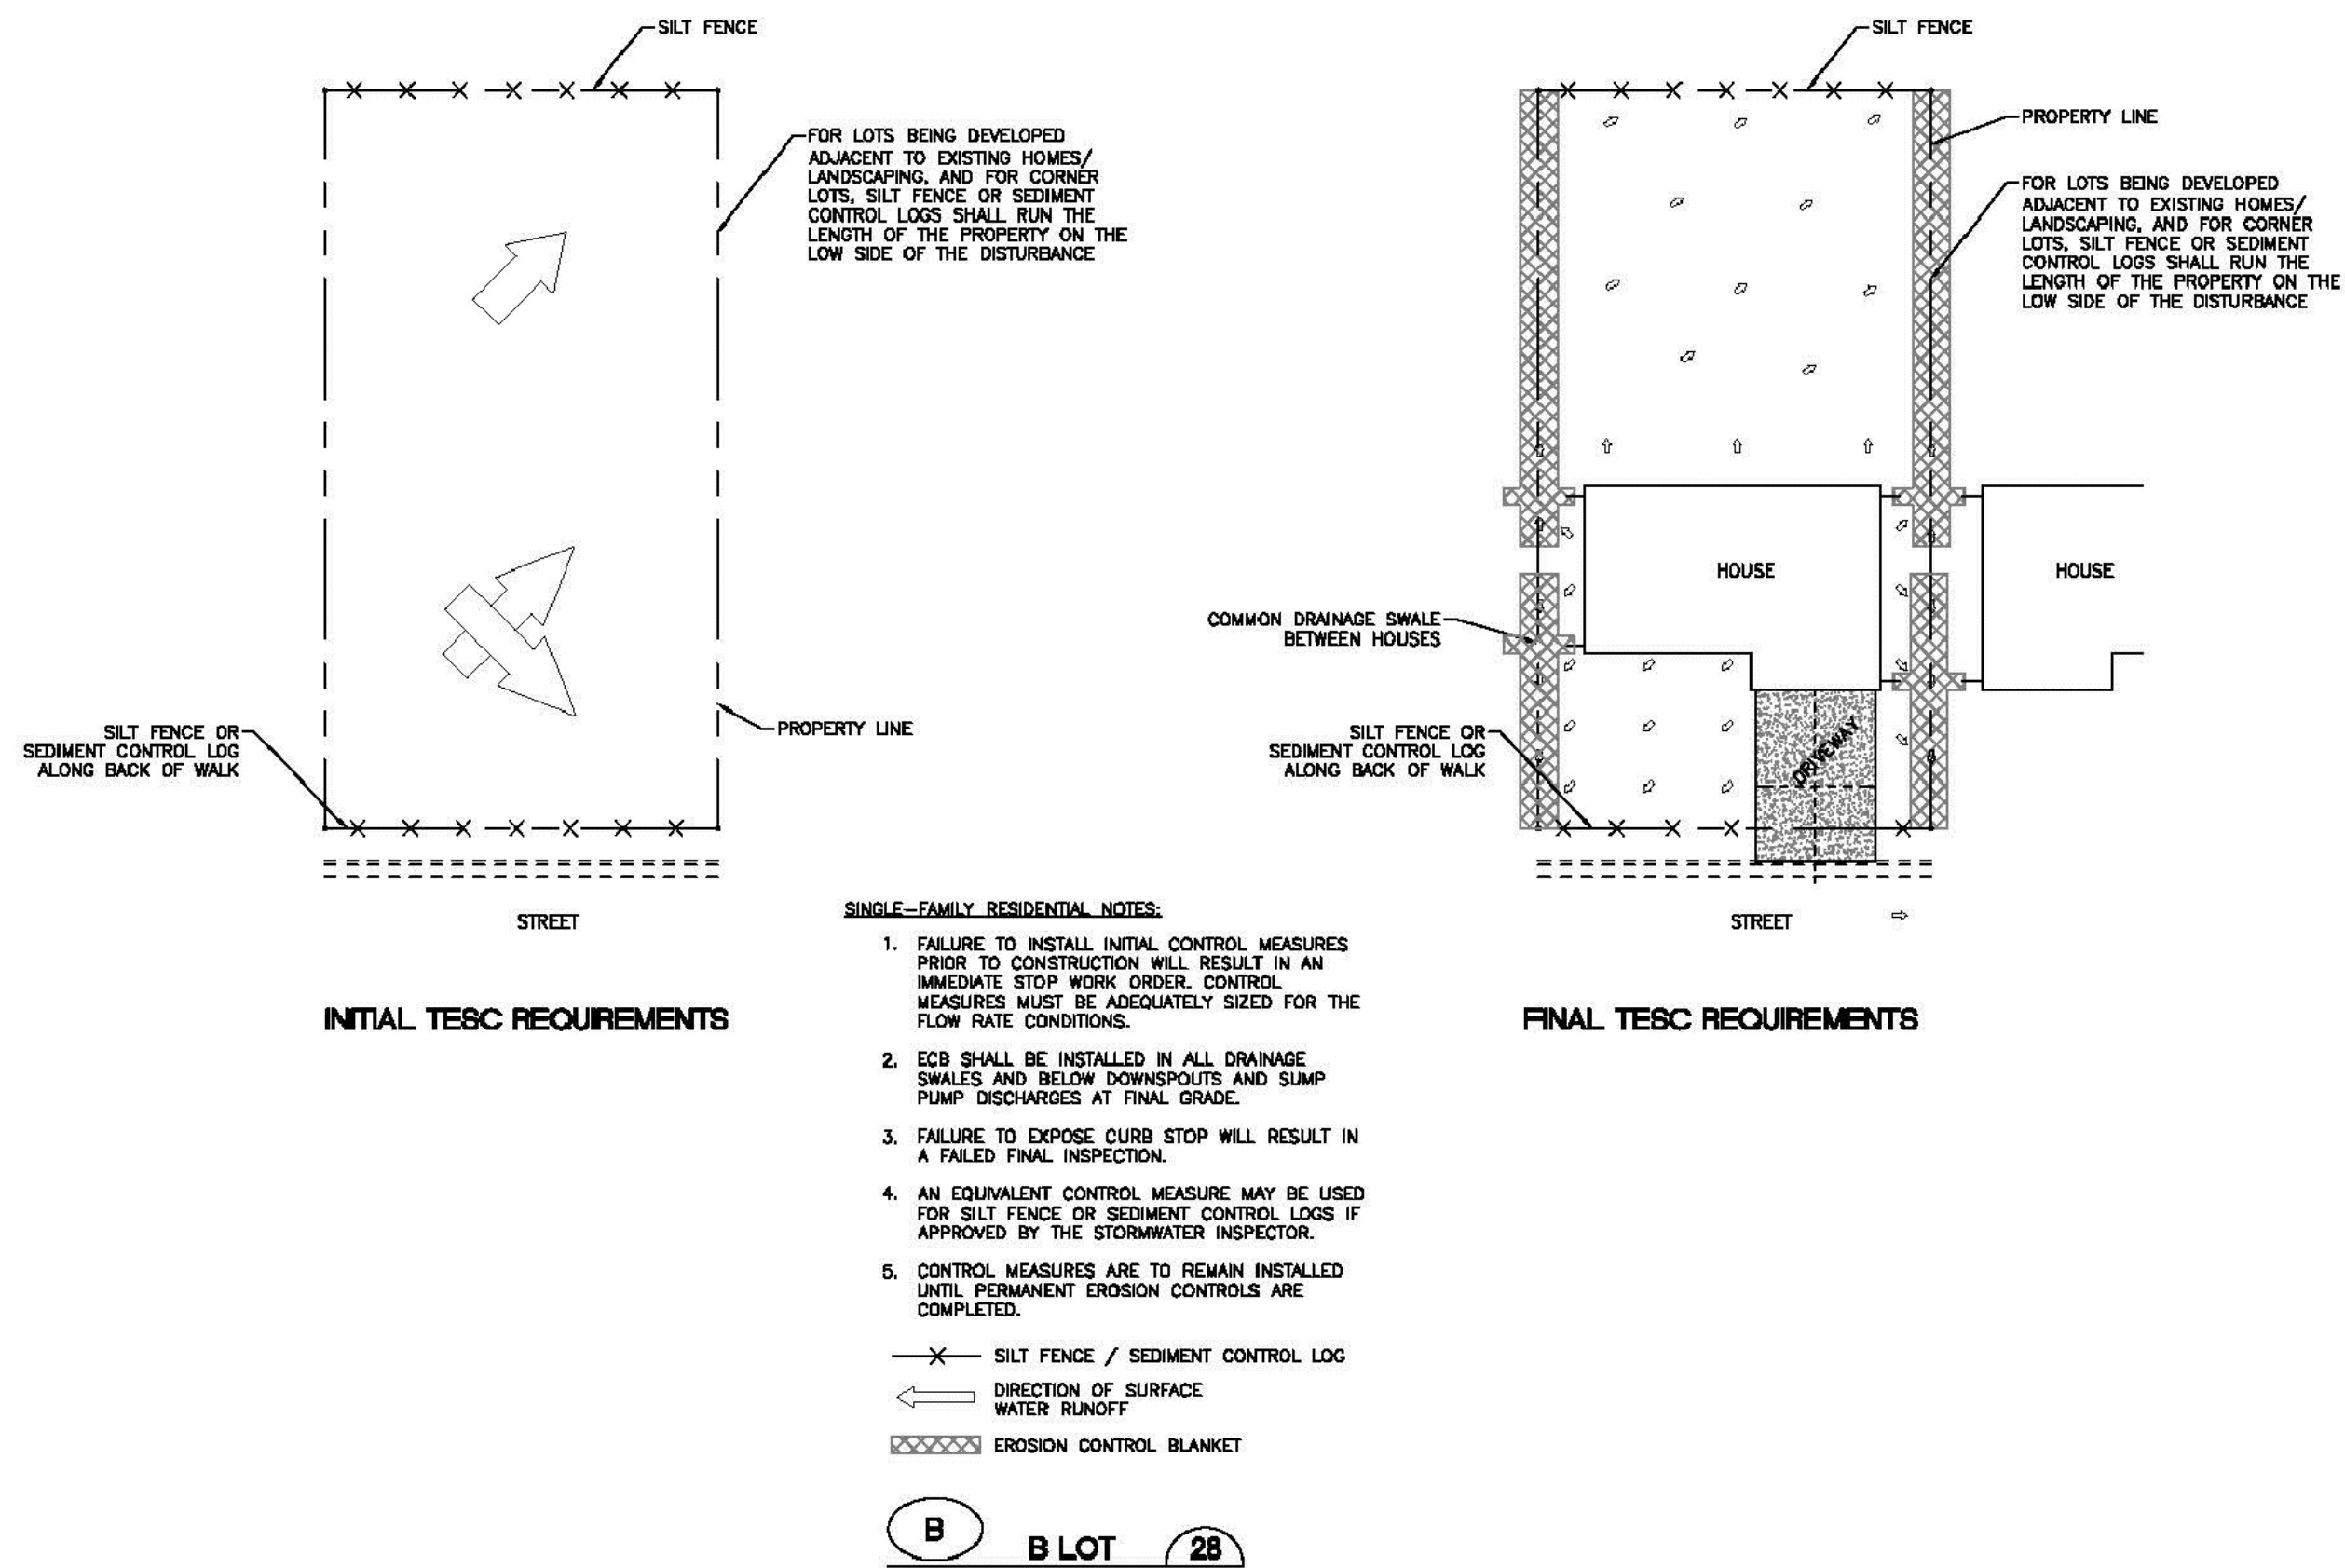 SILT FENCE
FOR LOTS BEING DEVELOPED
ADJACENT TO EXISTING HOMES/
LANDSCAPING, AND FOR CORNER
LOTS, SILT FENCE OR SEDIMENT
CONTROL LOGS SHALL RUN THE
LENGTH OF THE PROPERTY ON THE
LOW SIDE OF THE DISTURBANCE
PROPERTY LINE
SILT FENCE OR
SEDIMENT CONTROL LOG
ALONG BACK OF WALK
STREET
INITIAL TESC REQUIREMENTS
SILT FENCE
PROPERTY LINE
FOR LOTS BEING DEVELOPED
ADJACENT TO EXISTING HOMES/
LANDSCAPING, AND FOR CORNER
LOTS, SILT FENCE OR SEDIMENT
CONTROL LOGS SHALL RUN THE
LENGTH OF THE PROPERTY ON THE
LOW SIDE OF THE DISTURBANCE
HOUSE
HOUSE
COMMON DRAINAGE SWALE
BETWEEN HOUSES
SILT FENCE OR
SEDIMENT CONTROL LOG
ALONG BACK OF WALK
DRIVEWAY
STREET
FINAL TESC REQUIREMENTS
SINGLE-FAMILY RESIDENTIAL NOTES:
1. FAILURE TO INSTALL INITIAL CONTROL MEASURES
PRIOR TO CONSTRUCTION WILL RESULT IN AN
IMMEDIATE STOP WORK ORDER. CONTROL
MEASURES MUST BE ADEQUATELY SIZED FOR THE
FLOW RATE CONDITIONS.
2. ECB SHALL BE INSTALLED IN ALL DRAINAGE
SWALES AND BELOW DOWNSPOUTS AND SUMP
PUMP DISCHARGES AT FINAL GRADE.
3. FAILURE TO EXPOSE CURB STOP WILL RESULT IN
A FAILED FINAL INSPECTION.
4. AN EQUIVALENT CONTROL MEASURE MAY BE USED
FOR SILT FENCE OR SEDIMENT CONTROL LOGS IF
APPROVED BY THE STORMWATER INSPECTOR.
5. CONTROL MEASURES ARE TO REMAIN INSTALLED
UNTIL PERMANENT EROSION CONTROLS ARE
COMPLETED.
SILT FENCE / SEDIMENT CONTROL LOG
DIRECTION OF SURFACE
WATER RUNOFF
EROSION CONTROL BLANKET
B B LOT 28